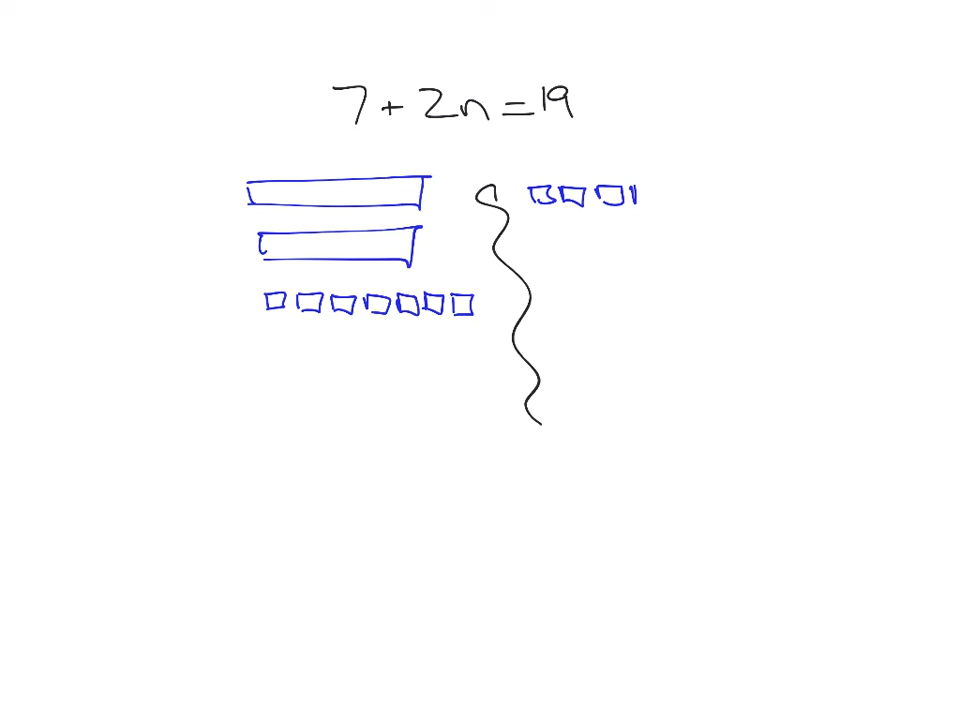 7 + 2n = 19